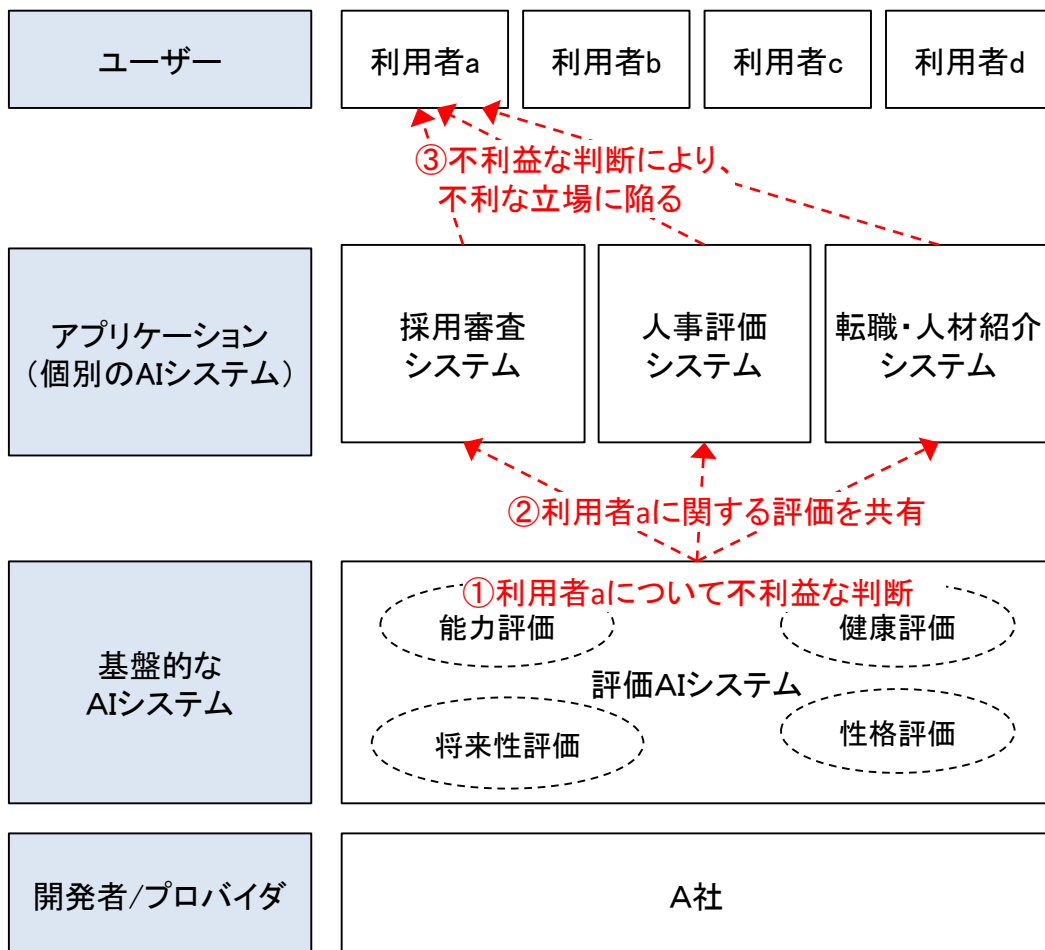 ユーザー
利用者a
利用者b
利用者c
利用者d
③不利益な判断により、
不利な立場に陥る
アプリケーション
（個別のAIシステム）
採用審査
システム
人事評価
システム
転職・人材紹介
システム
②利用者aに関する評価を共有
基盤的な
AIシステム
①利用者aについて不利益な判断
能力評価
健康評価
評価AIシステム
将来性評価
性格評価
開発者/プロバイダ
A社